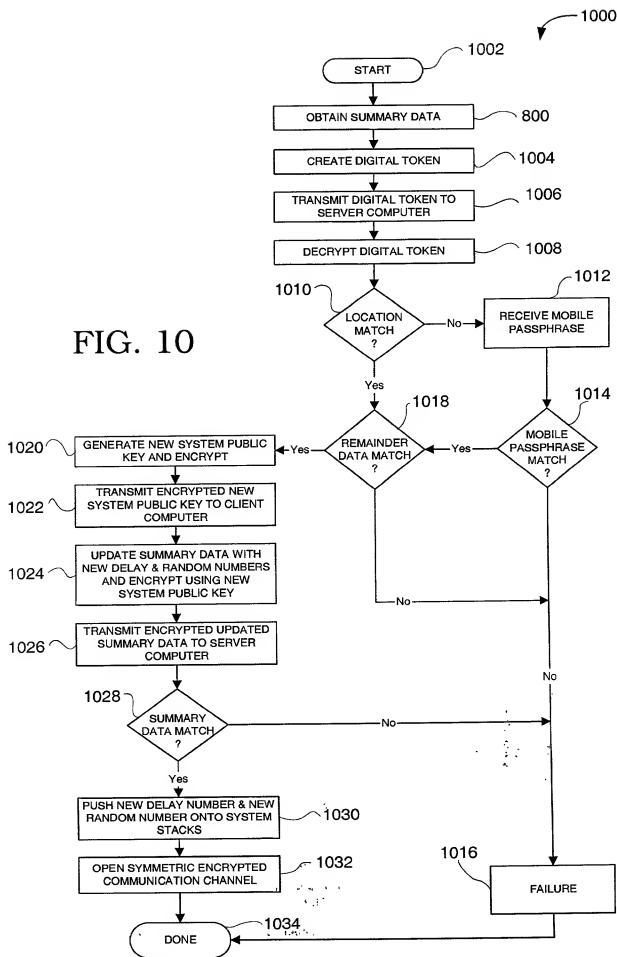 1000
START
1002
OBTAIN SUMMARY DATA
800
CREATE DIGITAL TOKEN
1004
TRANSMIT DIGITAL TOKEN TO
SERVER COMPUTER
1006
DECRYPT DIGITAL TOKEN
1008
1010
LOCATION
MATCH
?
No
1012
RECEIVE MOBILE
PASSPHRASE
FIG. 10
Yes
1018
REMAINDER
DATA MATCH
?
Yes
1014
MOBILE
PASSPHRASE
MATCH
?
Yes
1020
GENERATE NEW SYSTEM PUBLIC
KEY AND ENCRYPT
1022
TRANSMIT ENCRYPTED NEW
SYSTEM PUBLIC KEY TO CLIENT
COMPUTER
1024
UPDATE SUMMARY DATA WITH
NEW DELAY & RANDOM NUMBERS
AND ENCRYPT USING NEW
SYSTEM PUBLIC KEY
No
1026
TRANSMIT ENCRYPTED UPDATED
SUMMARY DATA TO SERVER
COMPUTER
No
1028
SUMMARY
DATA MATCH
?
No
Yes
PUSH NEW DELAY NUMBER & NEW
RANDOM NUMBER ONTO SYSTEM
STACKS
1030
OPEN SYMMETRIC ENCRYPTED
COMMUNICATION CHANNEL
1032
1016
FAILURE
DONE
1034